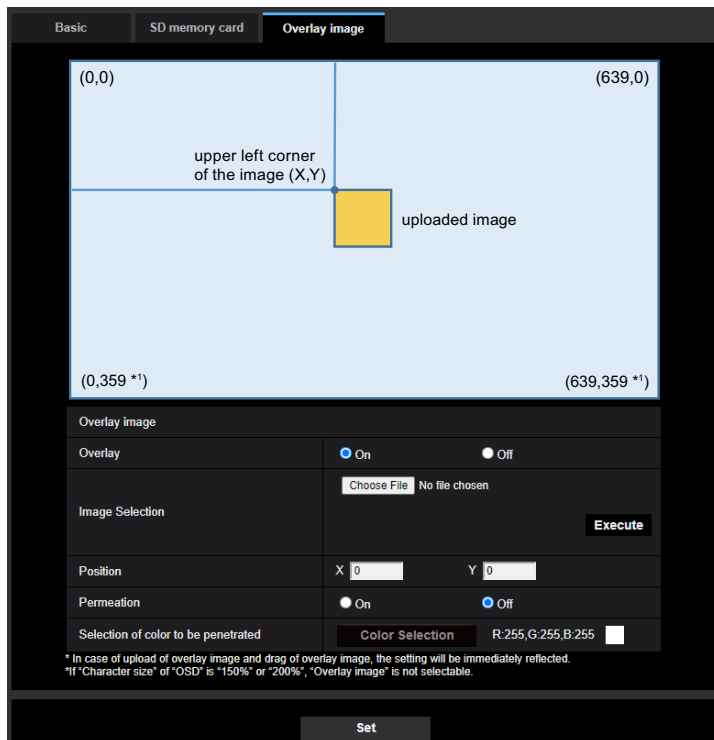 Basic SD memory card Overlay image
(0,0) (639,0)
upper left corner
of the image (X,Y)
uploaded image
(0,359 *1) (639,359 *1)
Overlay image
Overlay On Off
Choose File No file chosen
Image Selection
Execute
Position X 0 Y 0
Permeation On Off
Selection of color to be penetrated Color Selection R:255,G:255,B:255
* In case of upload of overlay image and drag of overlay image, the setting will be immediately reflected.
*If "Character size" of "OSD" is "150%" or "200%", "Overlay image" is not selectable.
Set